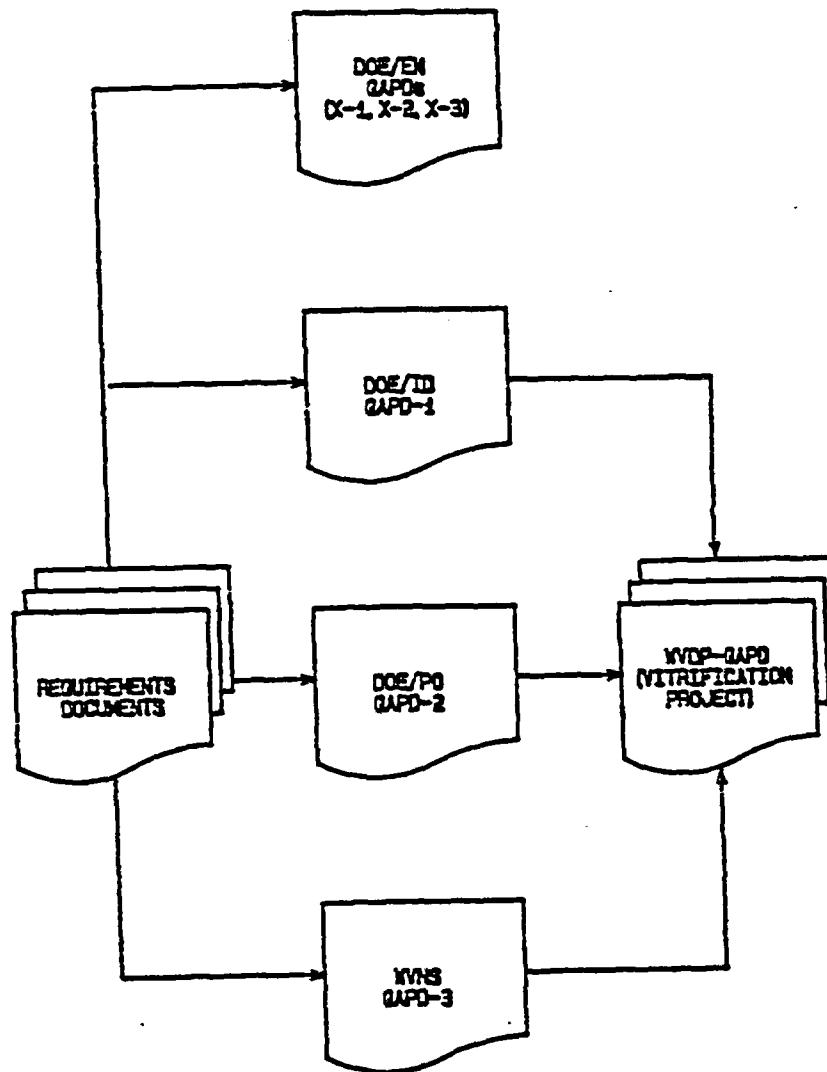 DOE/EM
QAPDs
(X-1, X-2, X-3)
DOE/ID
QAPD-1
REQUIREMENTS
DOCUMENTS
DOE/PO
QAPD-2
WVDP-QAPD
(VITRIFICATION
PROJECT)
WVNS
QAPD-3